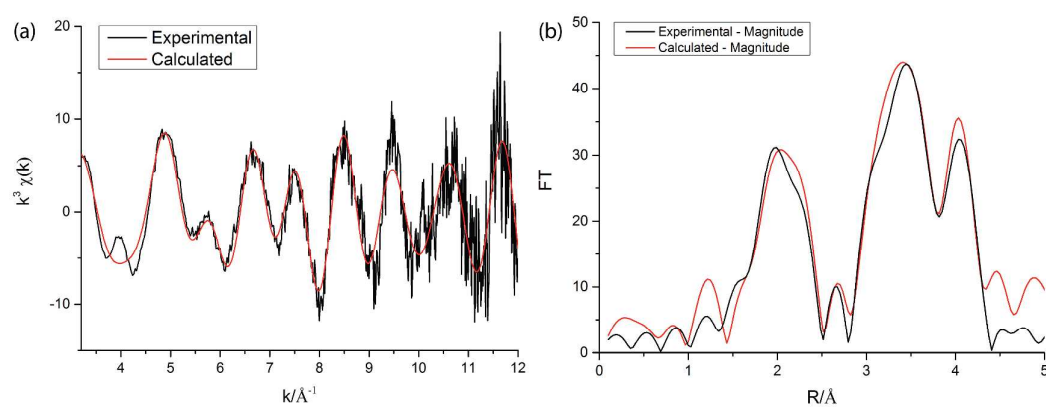 (a)
Experimental
Calculated
k³ χ(k)
20
10
0
-10
4 5 6 7 8 9 10 11 12
k/Å⁻¹
(b)
Experimental - Magnitude
Calculated - Magnitude
FT
50
40
30
20
10
0
0 1 2 3 4 5
R/Å